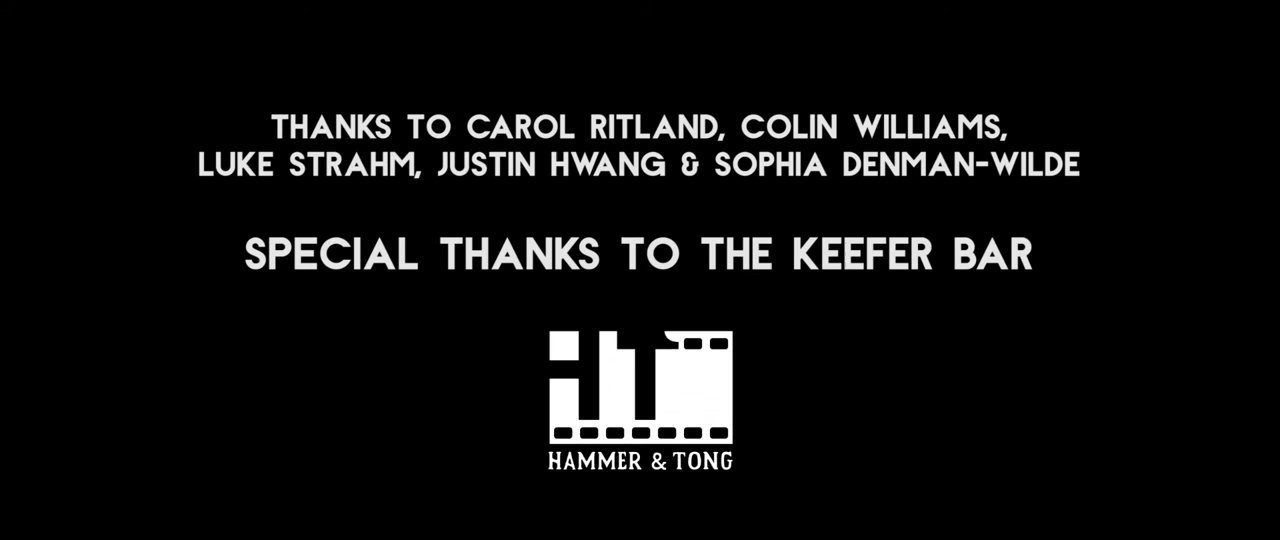 THANKS TO CAROL RITLAND, COLIN WILLIAMS,
LUKE STRAHM, JUSTIN HWANG & SOPHIA DENMAN-WILDE
SPECIAL THANKS TO THE KEEFER BAR
HT
HAMMER & TONG